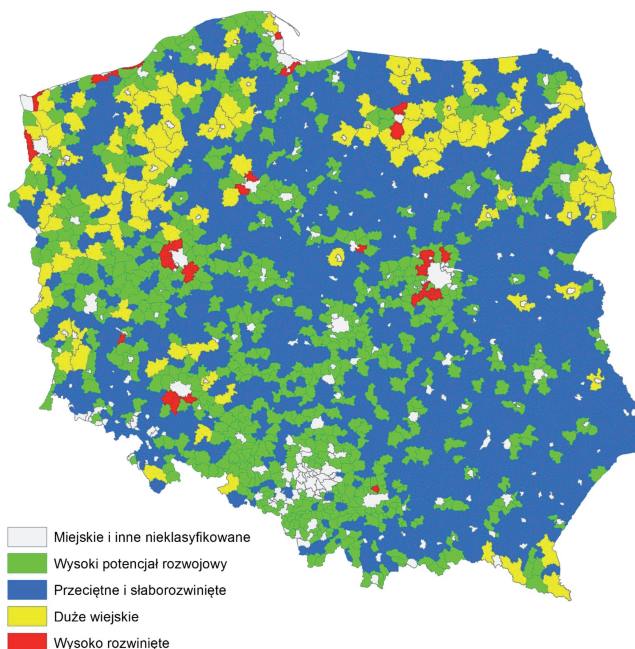 Miejskie i inne nieklasyfikowane
Wysoki potencjał rozwojowy
Przeciętne i słaborozwinięte
Duże wiejskie
Wysoko rozwinięte